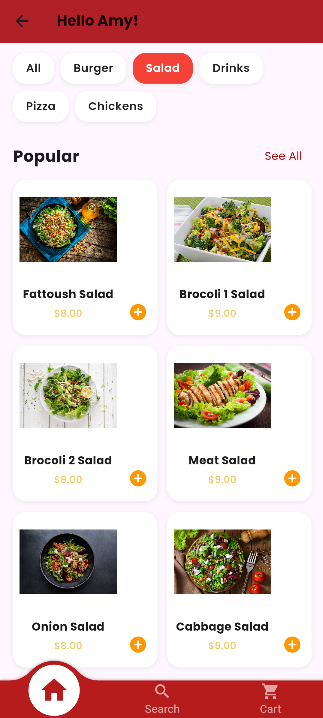 Hello Amy!
All Burger Salad Drinks
Pizza Chickens
Popular See All
Fattoush Salad Brocoli 1 Salad
$8.00 $9.00
Brocoli 2 Salad Meat Salad
$8.00 $9.00
Onion Salad Cabbage Salad
$8.00 $9.00
Search Cart